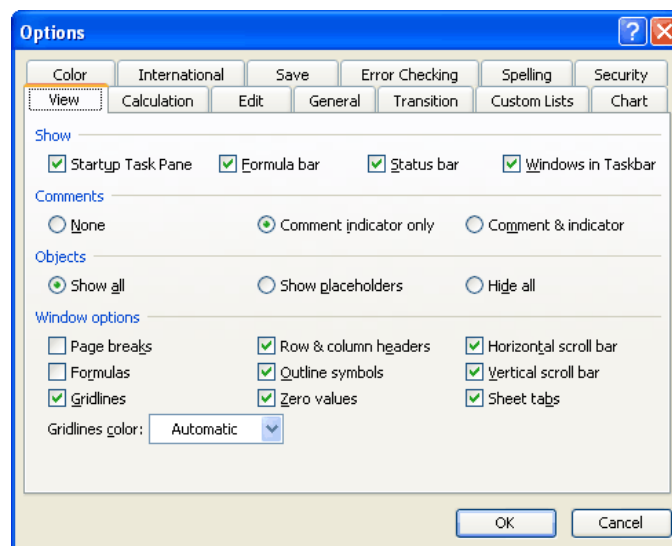 Options
Color International Save Error Checking Spelling Security
View Calculation Edit General Transition Custom Lists Chart
Show
Startup Task Pane Formula bar Status bar Windows in Taskbar
Comments
None Comment indicator only Comment & indicator
Objects
Show all Show placeholders Hide all
Window options
Page breaks Row & column headers Horizontal scroll bar
Formulas Outline symbols Vertical scroll bar
Gridlines Zero values Sheet tabs
Gridlines color: Automatic
OK Cancel